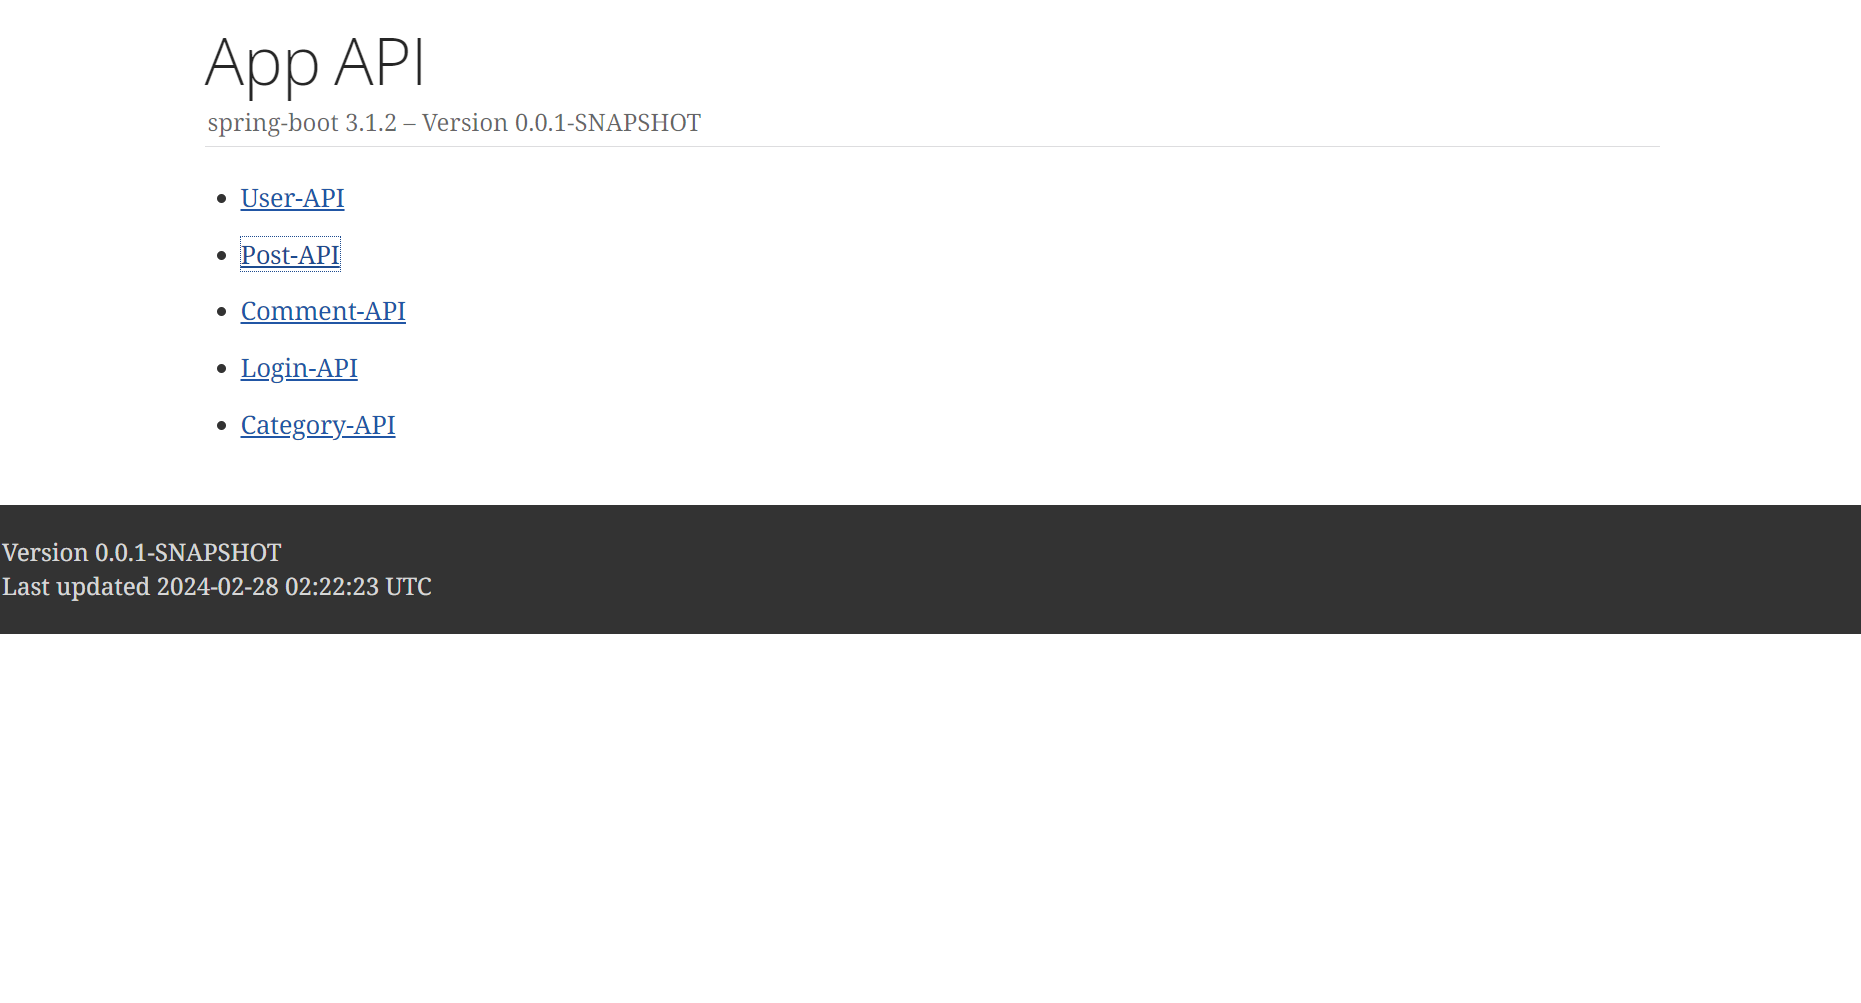 App API
spring-boot 3.1.2 – Version 0.0.1-SNAPSHOT
User-API
Post-API
Comment-API
Login-API
Category-API
Version 0.0.1-SNAPSHOT
Last updated 2024-02-28 02:22:23 UTC